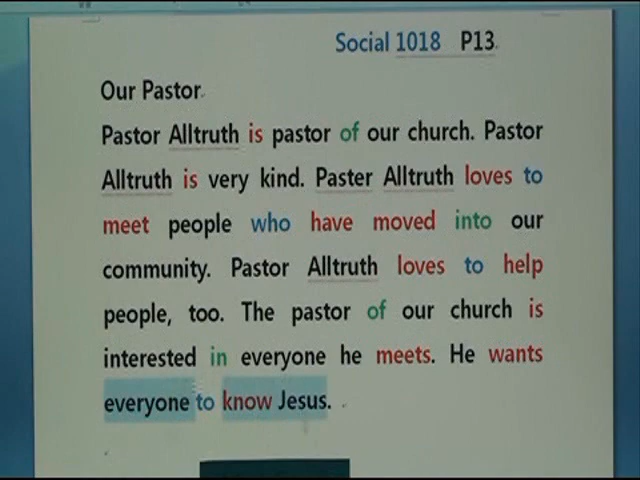 Social 1018 P13.
Our Pastor.
Pastor Alltruth is pastor of our church. Pastor
Alltruth is very kind. Paster Alltruth loves to
meet people who have moved into our
community. Pastor Alltruth loves to help
people, too. The pastor of our church is
interested in everyone he meets. He wants
everyone to know Jesus.